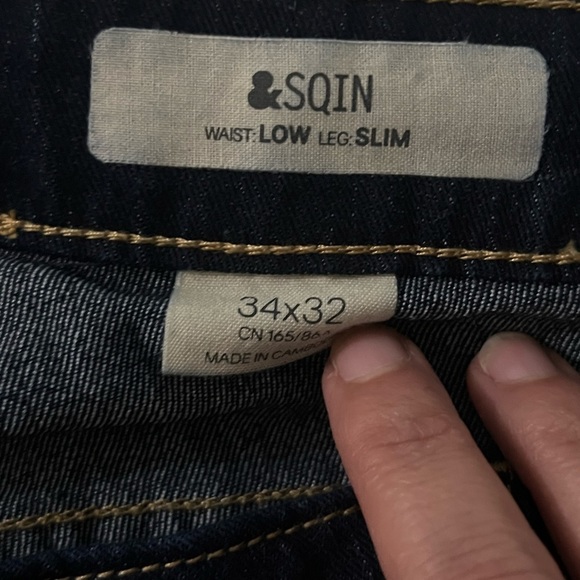 &SQIN
WAIST: LOW LEG: SLIM
34x32
CN 165/86
MADE IN